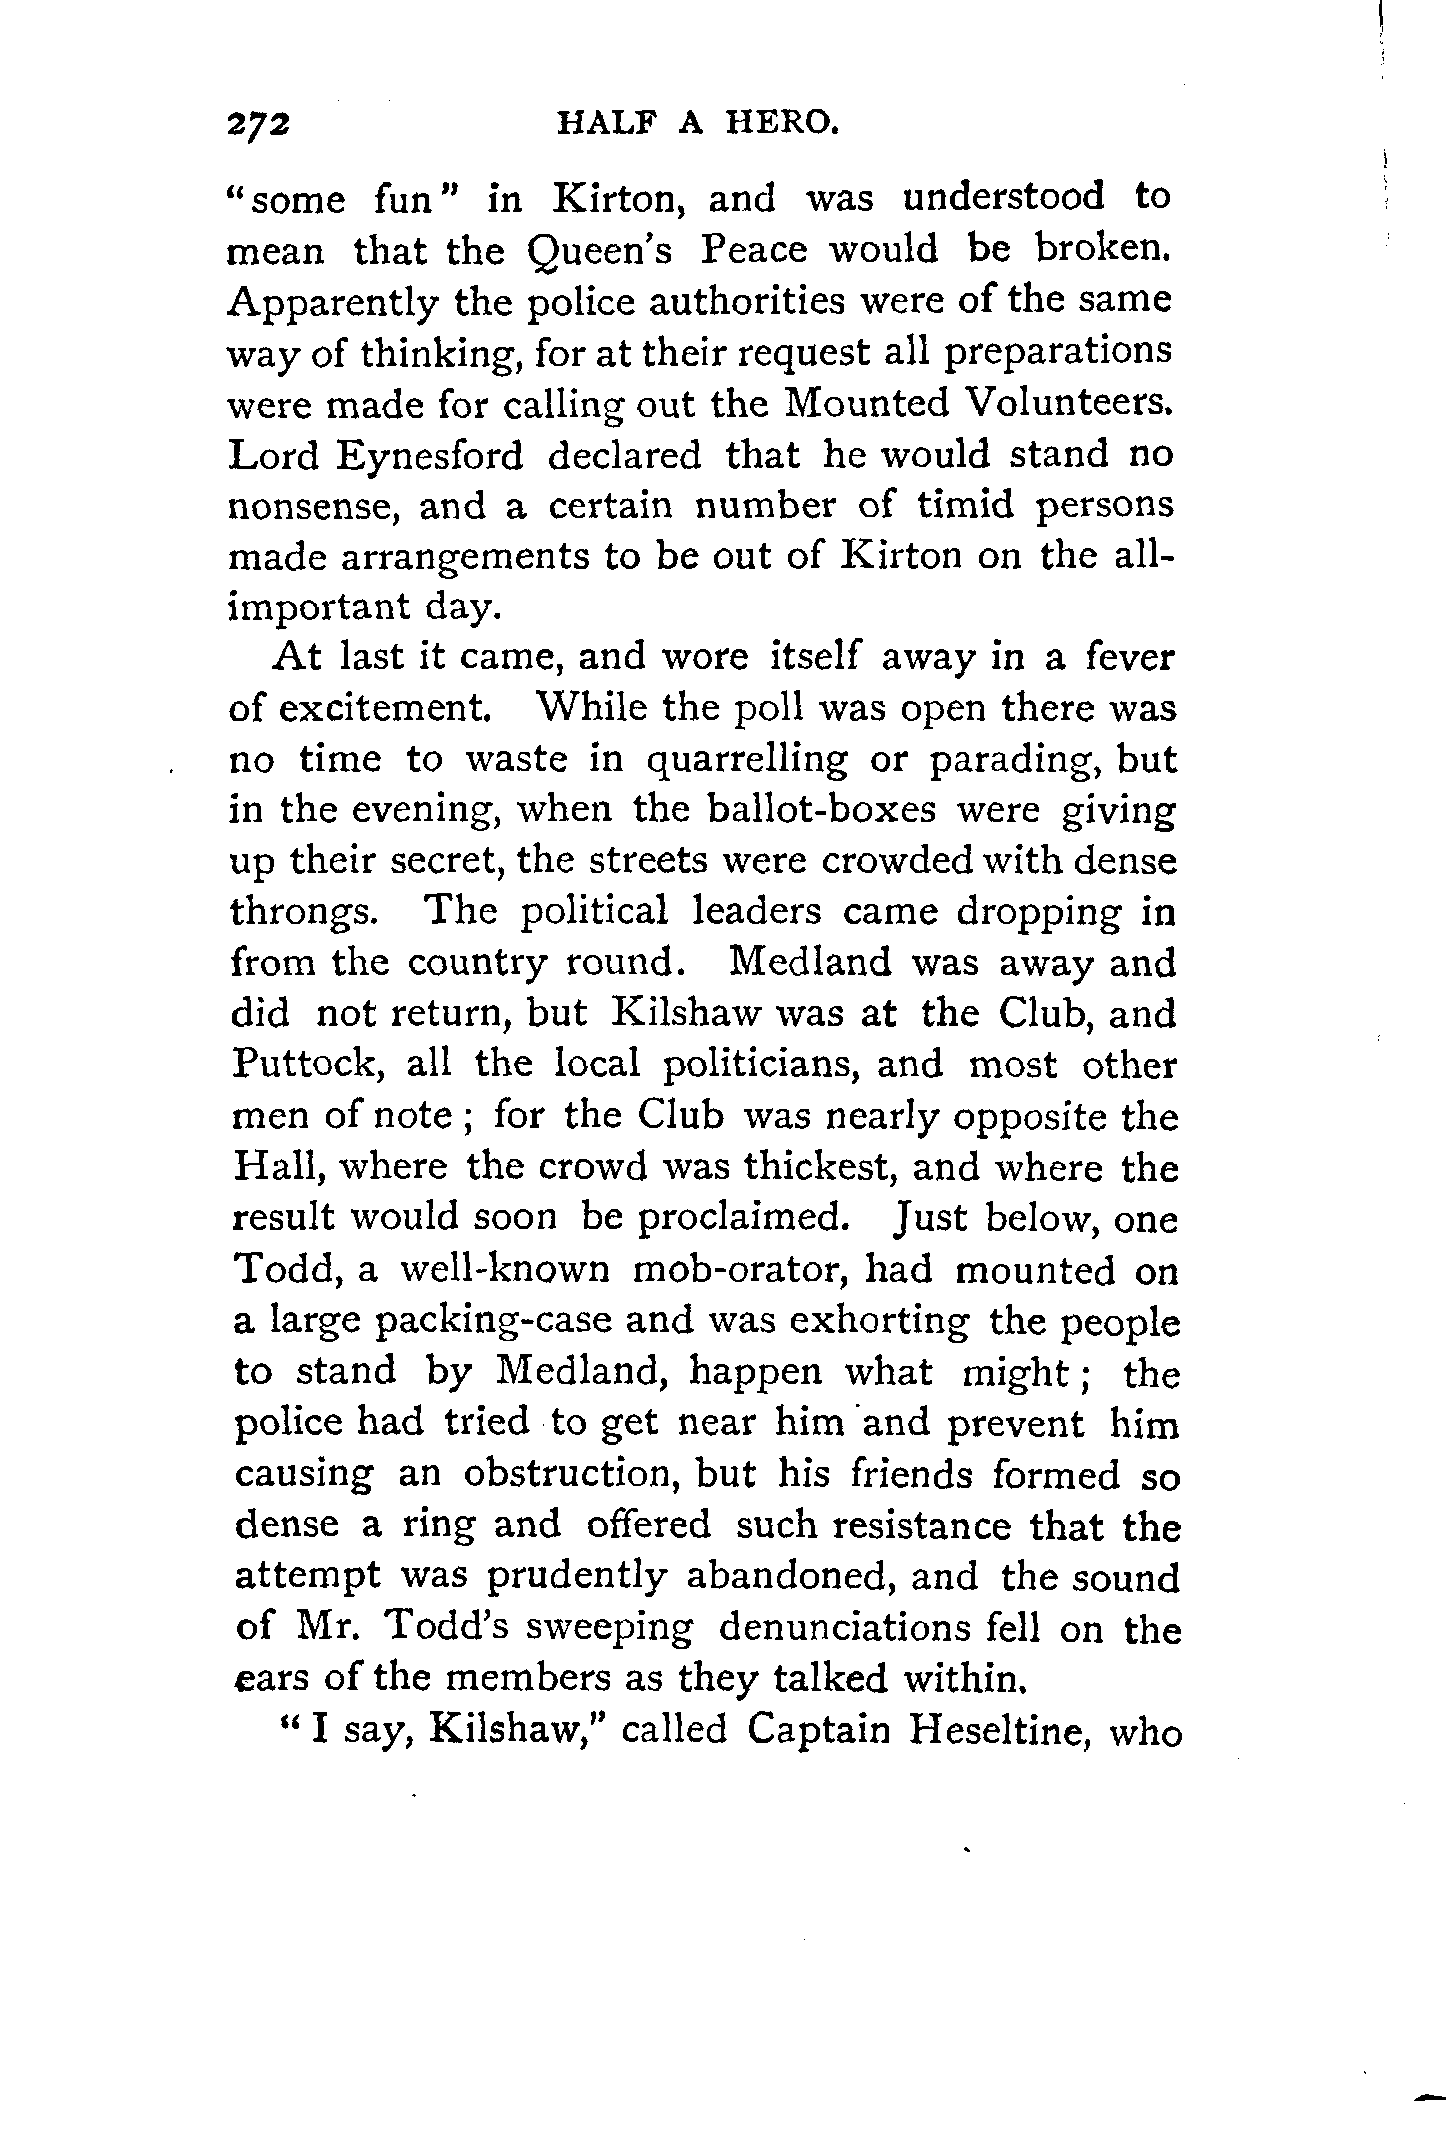 272 HALF A HERO.
“some fun” in Kirton, and was understood to
mean that the Queen's Peace would be broken.
Apparently the police authorities were of the same
way of thinking, for at their request all preparations
were made for calling out the Mounted Volunteers.
Lord Eynesford declared that he would stand no
nonsense, and a certain number of timid persons
made arrangements to be out of Kirton on the all-
important day.
At last it came, and wore itself away in a fever
of excitement. While the poll was open there was
no time to waste in quarrelling or parading, but
in the evening, when the ballot-boxes were giving
up their secret, the streets were crowded with dense
throngs. The political leaders came dropping in
from the country round. Medland was away and
did not return, but Kilshaw was at the Club, and
Puttock, all the local politicians, and most other
men of note ; for the Club was nearly opposite the
Hall, where the crowd was thickest, and where the
result would soon be proclaimed. Just below, one
Todd, a well-known mob-orator, had mounted on
a large packing-case and was exhorting the people
to stand by Medland, happen what might ; the
police had tried to get near him and prevent him
causing an obstruction, but his friends formed so
dense a ring and offered such resistance that the
attempt was prudently abandoned, and the sound
of Mr. Todd's sweeping denunciations fell on the
ears of the members as they talked within.
“I say, Kilshaw,” called Captain Heseltine, who